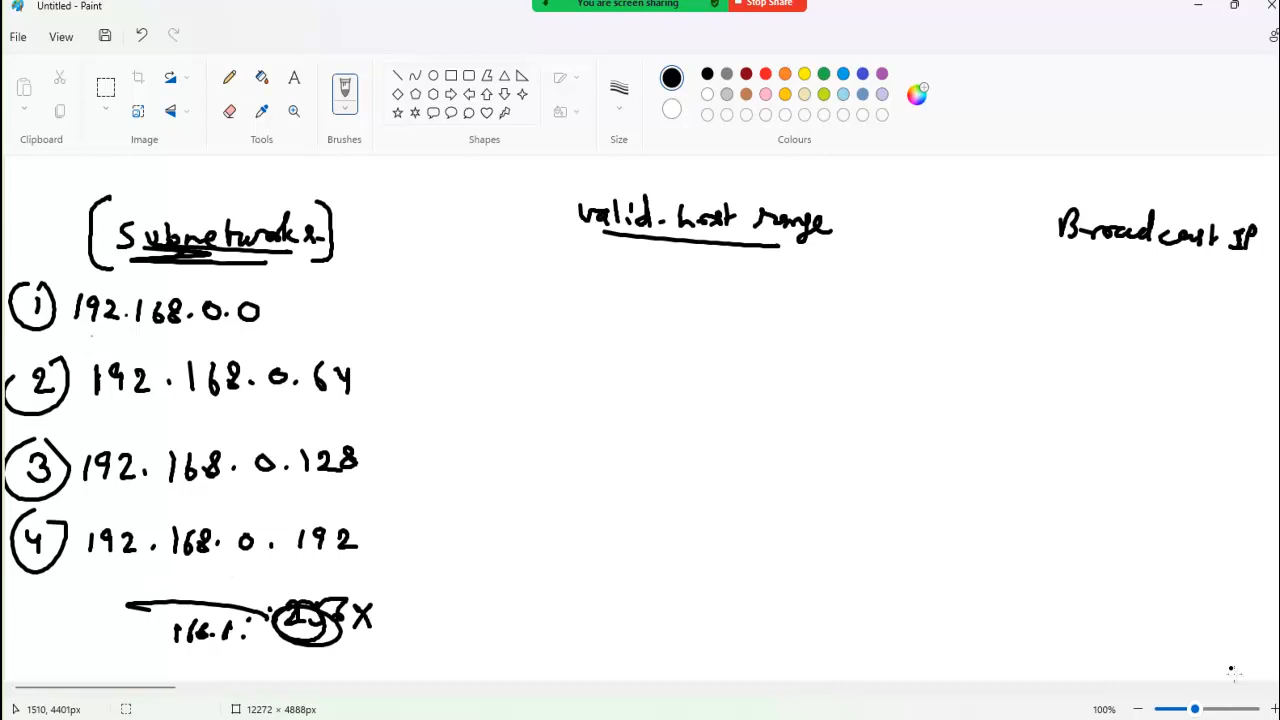 Untitled - Paint
You are screen sharing
Stop Share
File View
Clipboard
Image
Tools
Brushes
Shapes
Size
Colours
A
[Subnetworks]
valid-host range
Broadcast IP
1 192.168.0.0
2 192.168.0.64
3 192.168.0.128
4 192.168.0.192
X
1510, 4401px
12272 × 4888px
100%